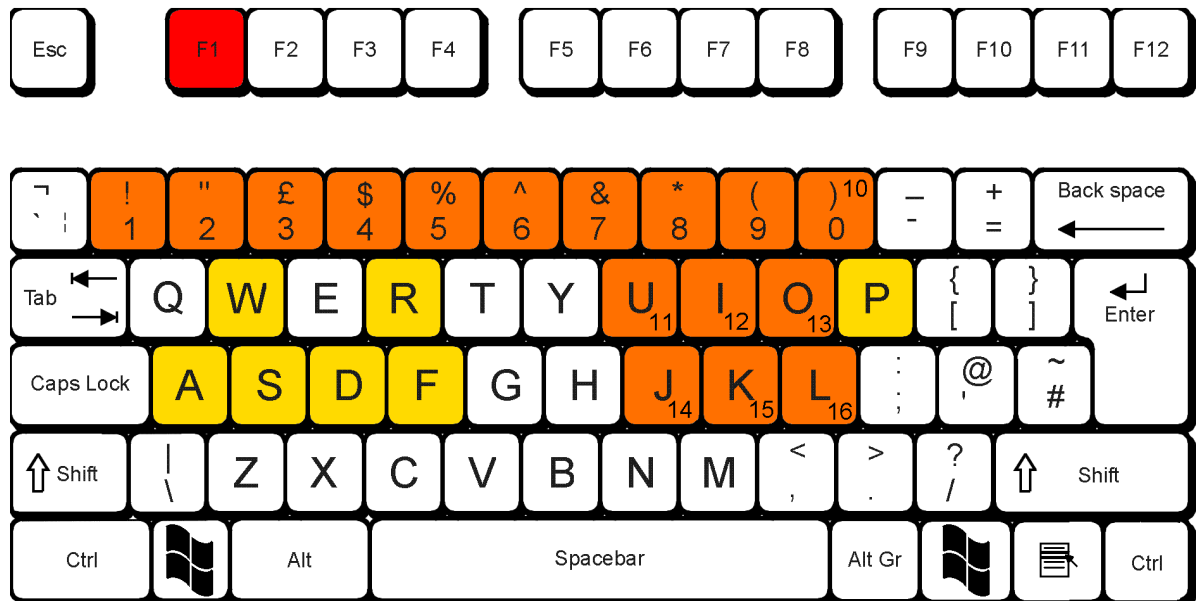 Esc F1 F2 F3 F4 F5 F6 F7 F8 F9 F10 F11 F12
¬ ! " £ $ % ^ & * ( ) 10 _ + Back space
` ¦ 1 2 3 4 5 6 7 8 9 0 - =
Tab Q W E R T Y U 11 I 12 O 13 P { [ } ] Enter
Caps Lock A S D F G H J 14 K 15 L 16 : ; @ ' ~ #
Shift | \ Z X C V B N M < , > . ? / Shift
Ctrl Alt Spacebar Alt Gr Ctrl